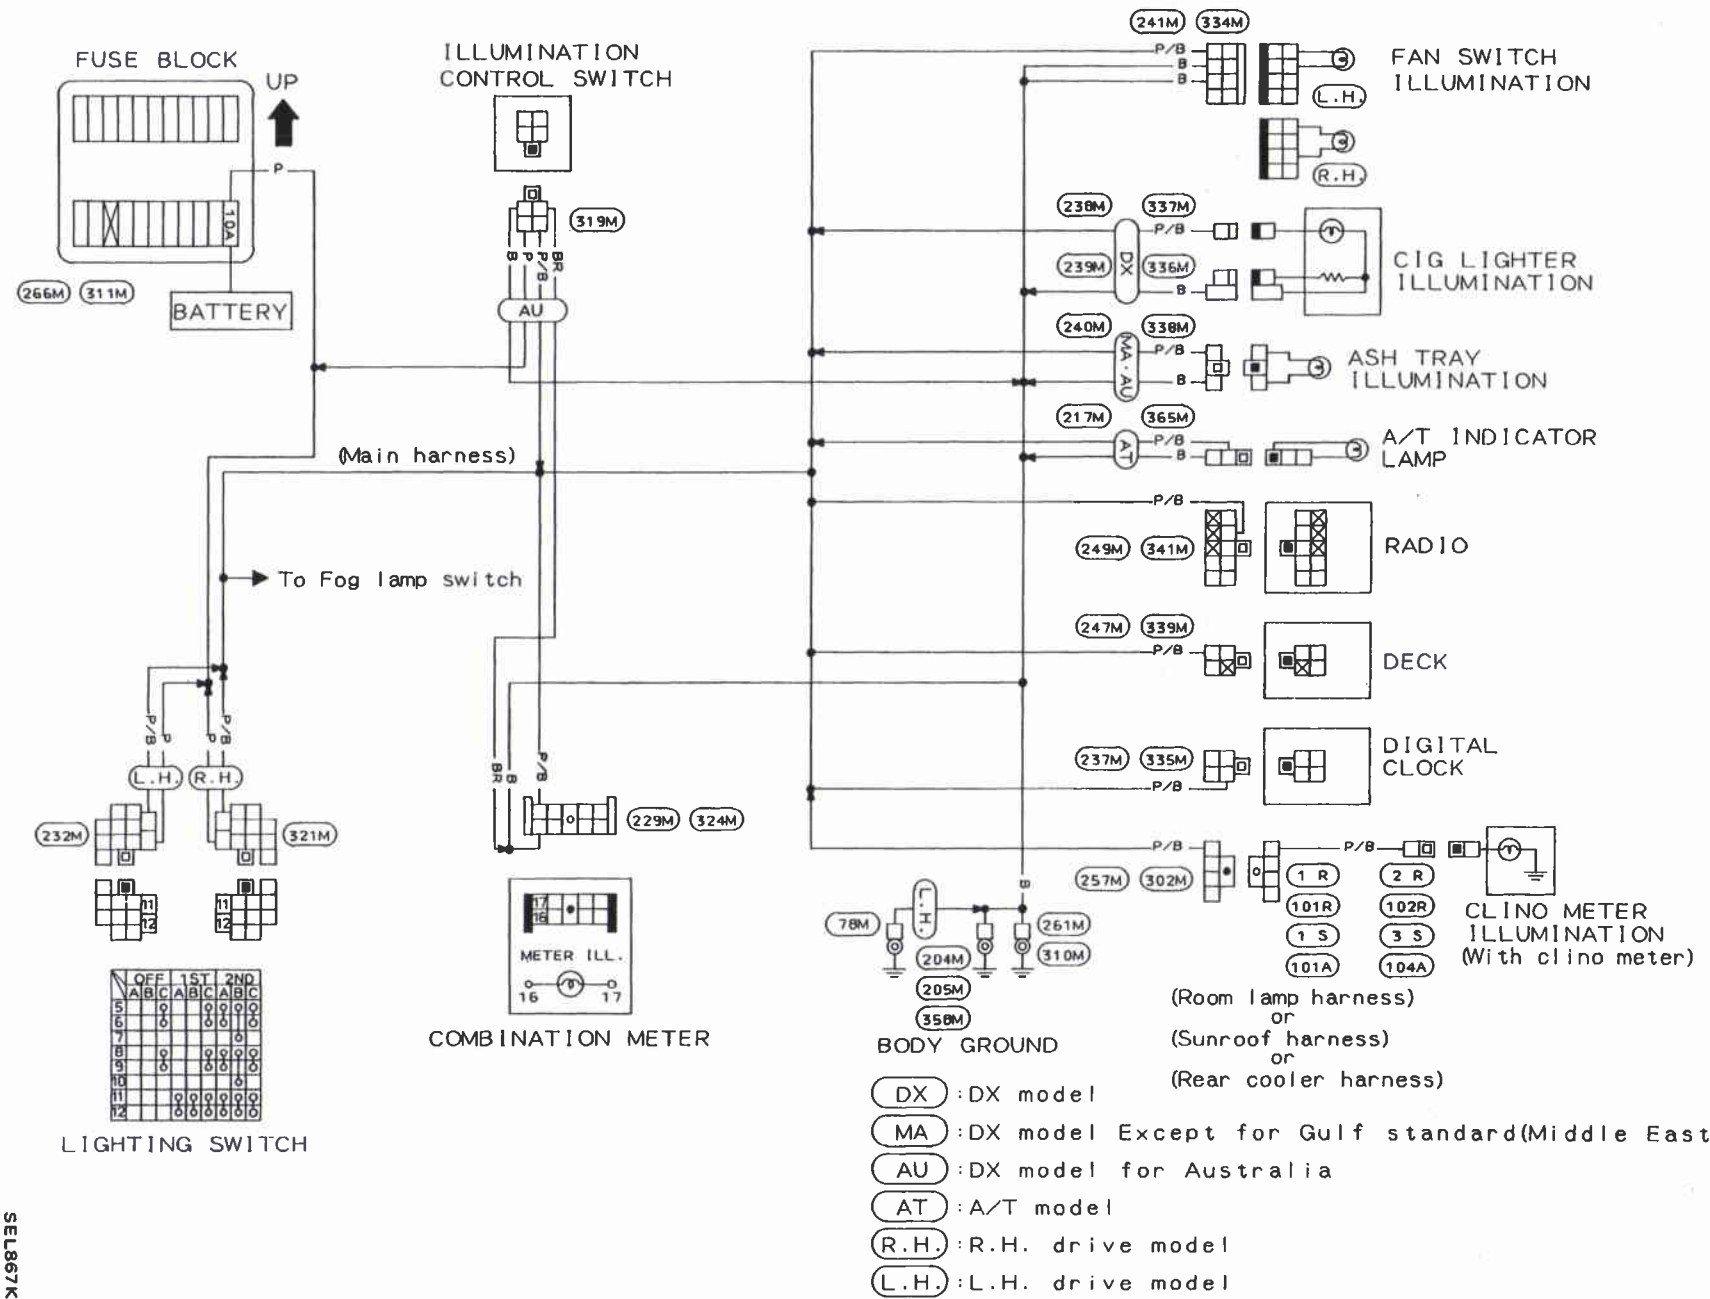 FUSE BLOCK
UP
P
10A
266M 311M
BATTERY
ILLUMINATION
CONTROL SWITCH
319M
B P P/B BR
AU
(Main harness)
To Fog lamp switch
P/B P P P/B
L.H. R.H.
232M
321M
11
12
11
12
OFF 1ST 2ND
A B C A B C A B C
5
6
7
8
9
10
11
12
LIGHTING SWITCH
BR B P/B
229M 324M
17
16
METER ILL.
16 17
COMBINATION METER
241M 334M
P/B
B
B
L.H.
R.H.
FAN SWITCH
ILLUMINATION
238M 337M
P/B
DX
239M 336M
B
CIG LIGHTER
ILLUMINATION
240M 338M
MA·AU
P/B
B
ASH TRAY
ILLUMINATION
217M 365M
AT
P/B
B
A/T INDICATOR
LAMP
P/B
249M 341M
RADIO
247M 339M
P/B
DECK
237M 335M
P/B
DIGITAL
CLOCK
P/B
257M 302M
P/B
1 R 2 R
101R 102R
1 S 3 S
101A 104A
CLINO METER
ILLUMINATION
(With clino meter)
(Room lamp harness)
or
(Sunroof harness)
or
(Rear cooler harness)
B
78M
L.H.
261M
204M 310M
205M
358M
BODY GROUND
DX :DX model
MA :DX model Except for Gulf standard(Middle East
AU :DX model for Australia
AT :A/T model
R.H. :R.H. drive model
L.H. :L.H. drive model
SEL867K